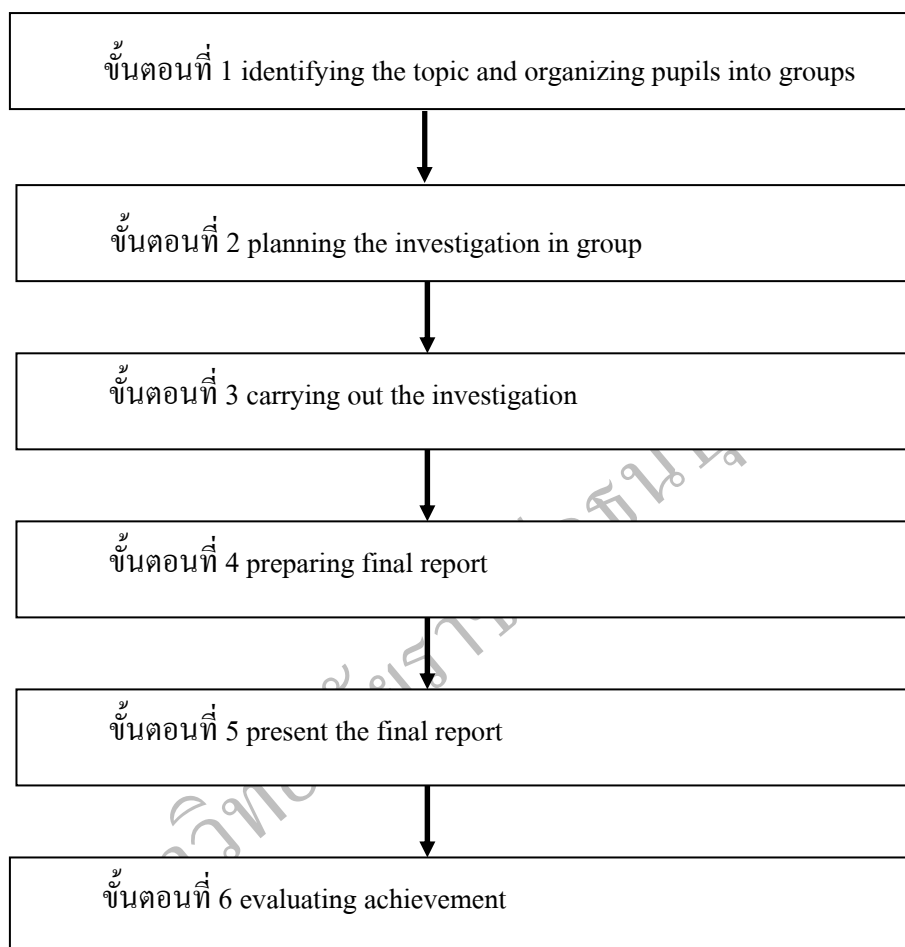 ขั้นตอนที่ 1 identifying the topic and organizing pupils into groups
ขั้นตอนที่ 2 planning the investigation in group
ขั้นตอนที่ 3 carrying out the investigation
ขั้นตอนที่ 4 preparing final report
ขั้นตอนที่ 5 present the final report
ขั้นตอนที่ 6 evaluating achievement